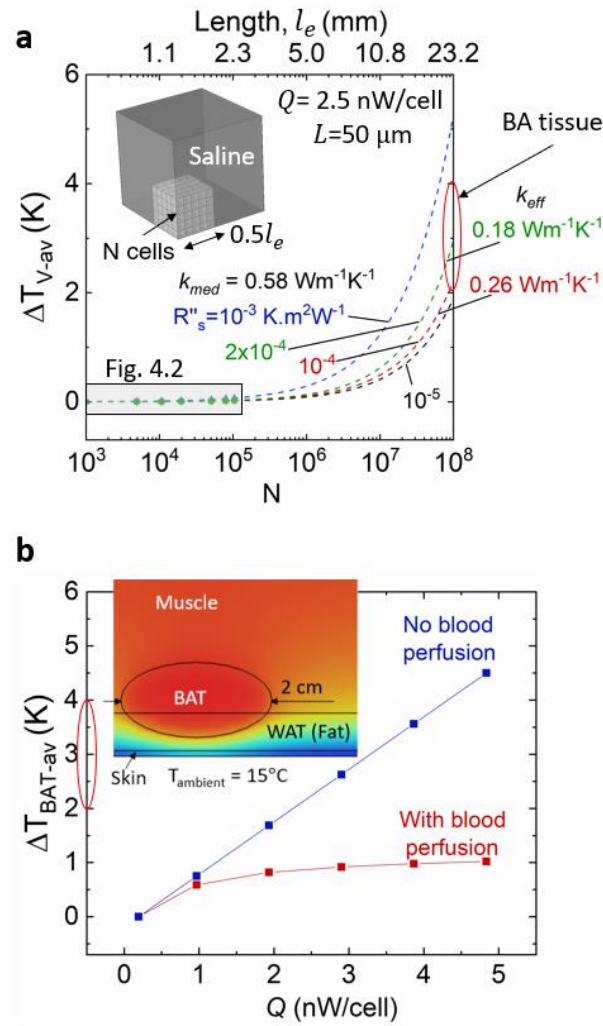 a
Length, lₑ (mm)
1.1 2.3 5.0 10.8 23.2
6
4
2
0
ΔT_V-av (K)
Q= 2.5 nW/cell
L=50 μm
BA tissue
Saline
N cells
0.5lₑ
k_eff
0.18 Wm⁻¹K⁻¹
k_med = 0.58 Wm⁻¹K⁻¹
0.26 Wm⁻¹K⁻¹
R"ₛ=10⁻³ K.m²W⁻¹
2x10⁻⁴
10⁻⁴
10⁻⁵
Fig. 4.2
10³ 10⁴ 10⁵ 10⁶ 10⁷ 10⁸
N
b
6
5
4
3
2
1
0
ΔT_BAT-av (K)
Muscle
BAT
2 cm
WAT (Fat)
Skin
T_ambient = 15°C
No blood
perfusion
With blood
perfusion
0 1 2 3 4 5
Q (nW/cell)